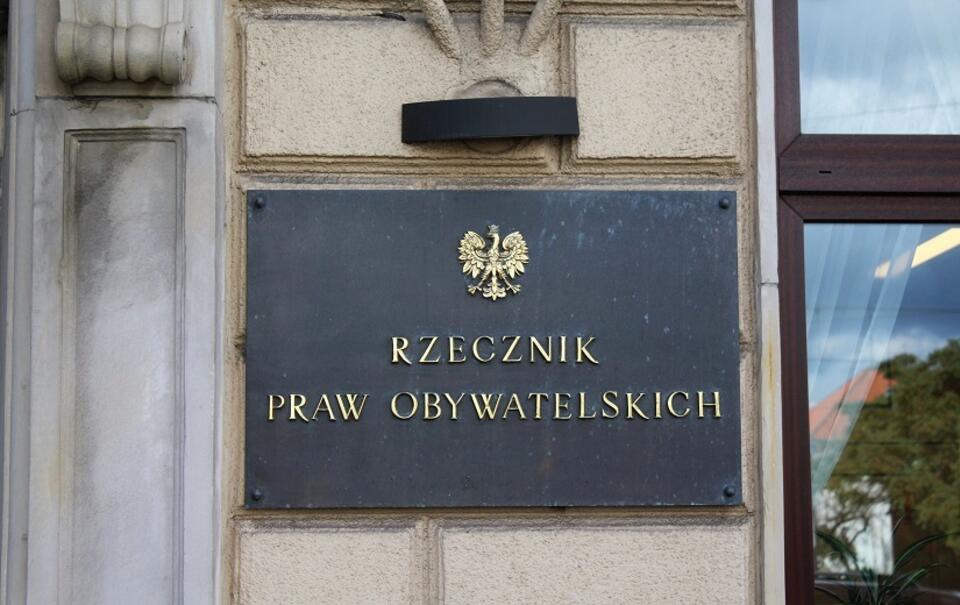 RZECZNIK
PRAW OBYWATELSKICH